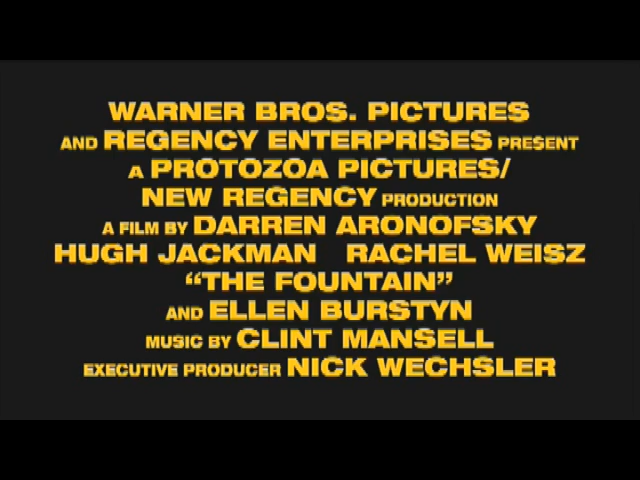 WARNER BROS. PICTURES
AND REGENCY ENTERPRISES PRESENT
A PROTOZOA PICTURES/
NEW REGENCY PRODUCTION
A FILM BY DARREN ARONOFSKY
HUGH JACKMAN RACHEL WEISZ
“THE FOUNTAIN”
AND ELLEN BURSTYN
MUSIC BY CLINT MANSELL
EXECUTIVE PRODUCER NICK WECHSLER